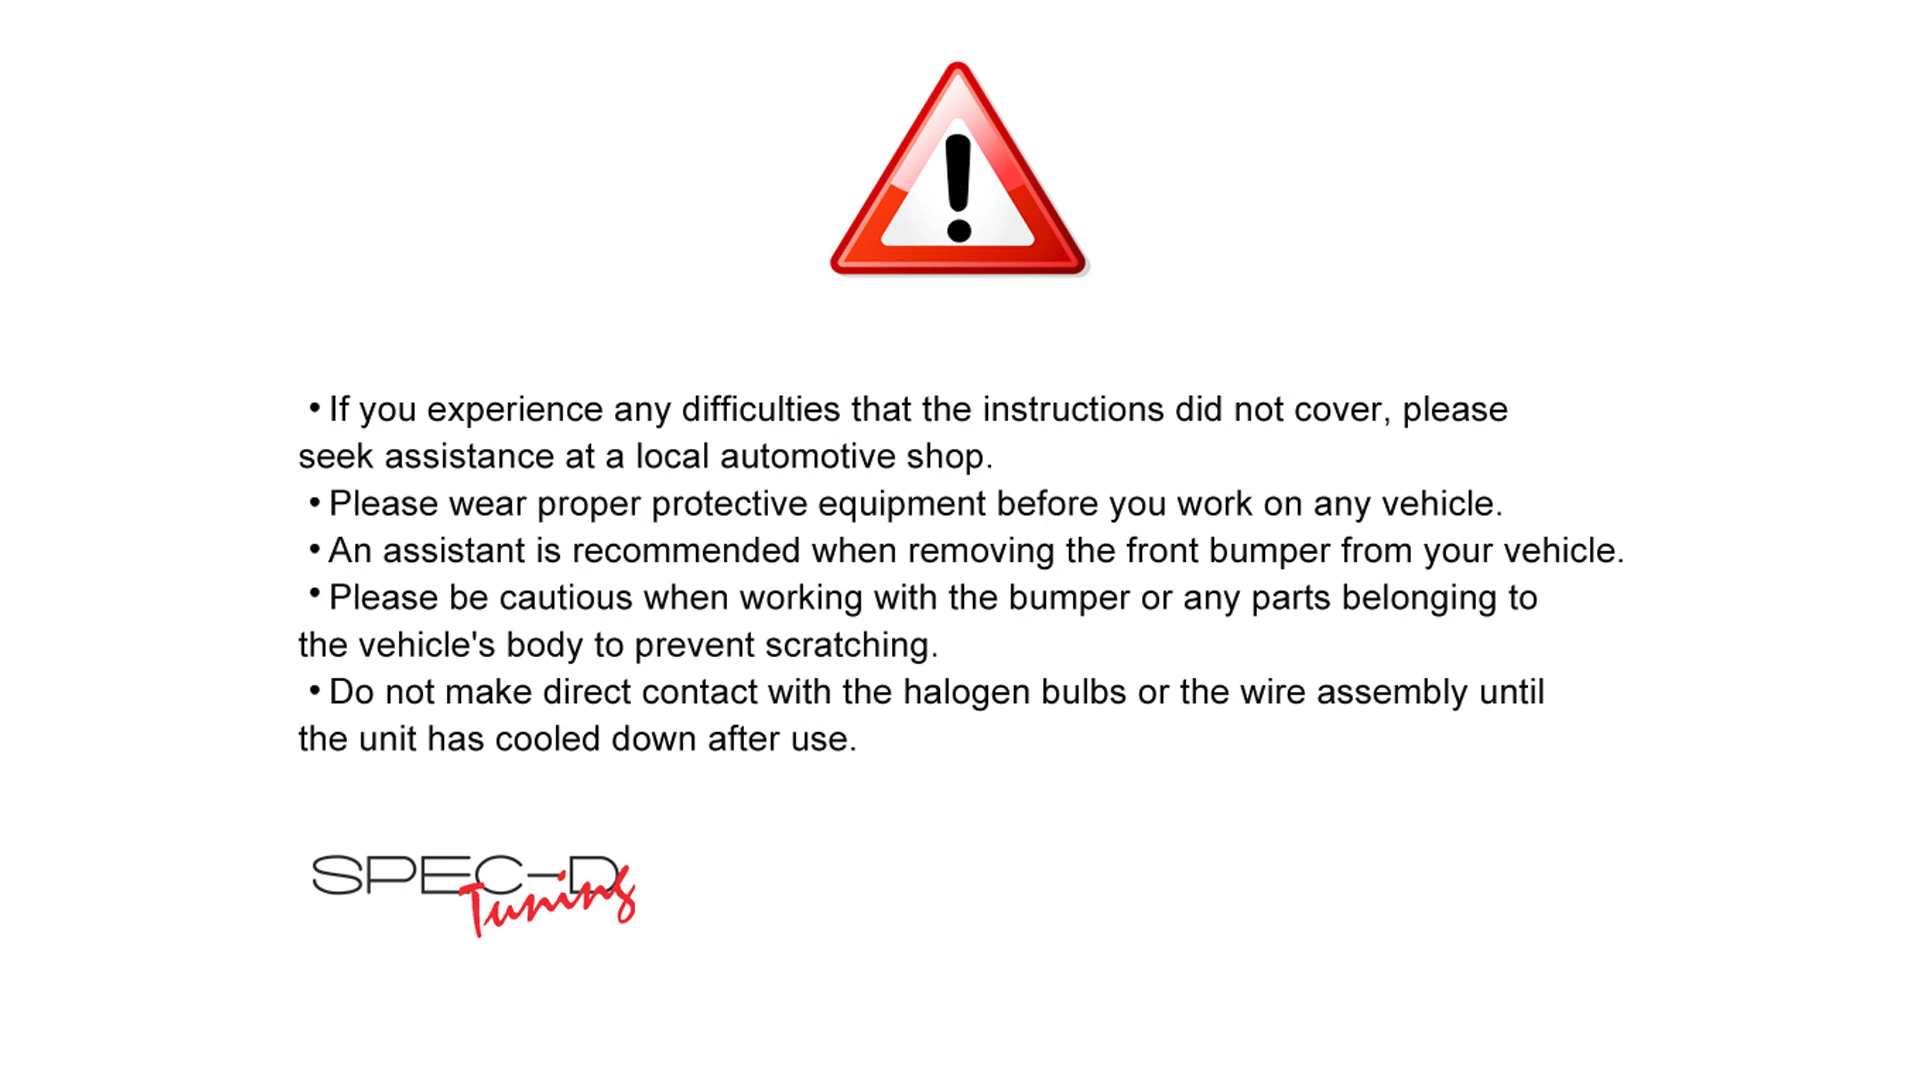 •If you experience any difficulties that the instructions did not cover, please
seek assistance at a local automotive shop.
•Please wear proper protective equipment before you work on any vehicle.
•An assistant is recommended when removing the front bumper from your vehicle.
•Please be cautious when working with the bumper or any parts belonging to
the vehicle's body to prevent scratching.
•Do not make direct contact with the halogen bulbs or the wire assembly until
the unit has cooled down after use.
SPEC-D
Tuning